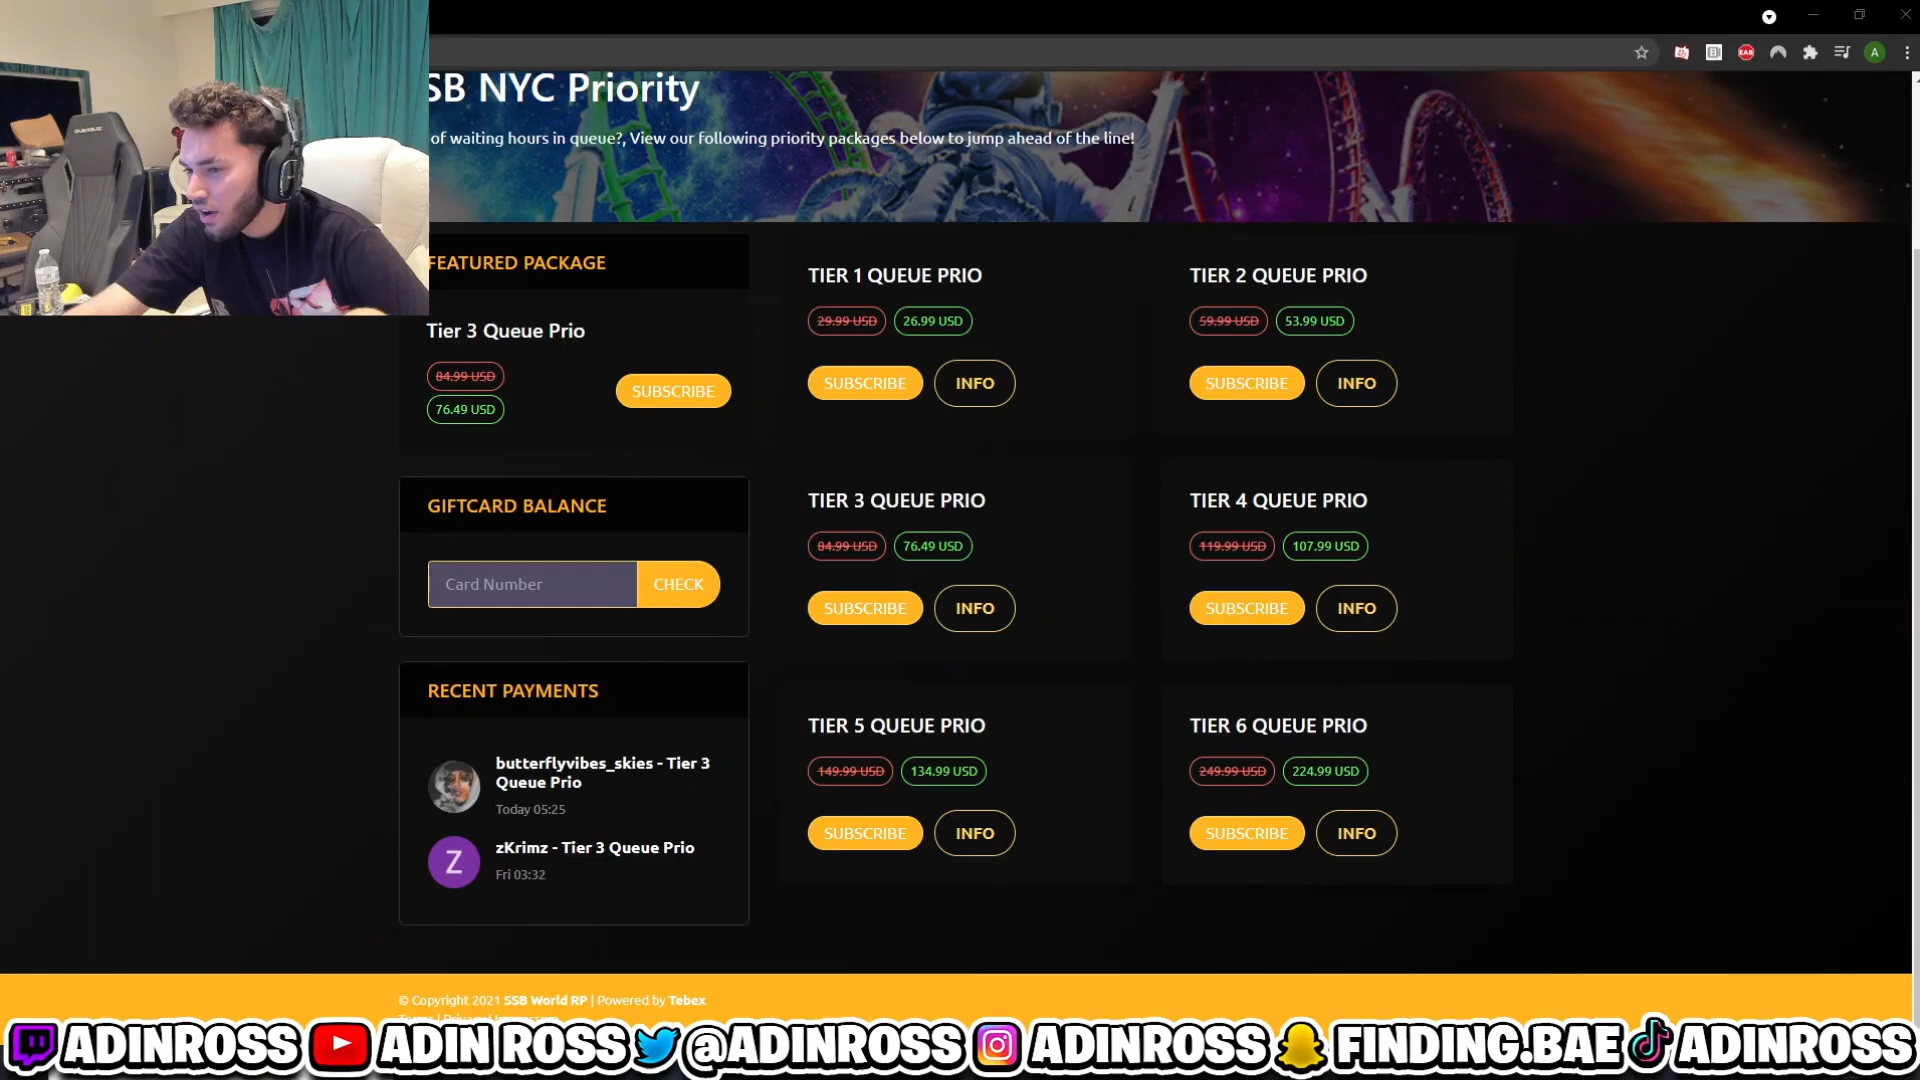 SB NYC Priority
of waiting hours in queue?, View our following priority packages below to jump ahead of the line!
FEATURED PACKAGE
Tier 3 Queue Prio
84.99 USD
76.49 USD
SUBSCRIBE
GIFTCARD BALANCE
Card Number
CHECK
RECENT PAYMENTS
butterflyvibes_skies - Tier 3
Queue Prio
Today 05:25
Z
zKrimz - Tier 3 Queue Prio
Fri 03:32
TIER 1 QUEUE PRIO
29.99 USD 26.99 USD
SUBSCRIBE INFO
TIER 2 QUEUE PRIO
59.99 USD 53.99 USD
SUBSCRIBE INFO
TIER 3 QUEUE PRIO
84.99 USD 76.49 USD
SUBSCRIBE INFO
TIER 4 QUEUE PRIO
119.99 USD 107.99 USD
SUBSCRIBE INFO
TIER 5 QUEUE PRIO
149.99 USD 134.99 USD
SUBSCRIBE INFO
TIER 6 QUEUE PRIO
249.99 USD 224.99 USD
SUBSCRIBE INFO
© Copyright 2021 SSB World RP | Powered by Tebex
ADINROSS ADIN ROSS @ADINROSS ADINROSS FINDING.BAE ADINROSS